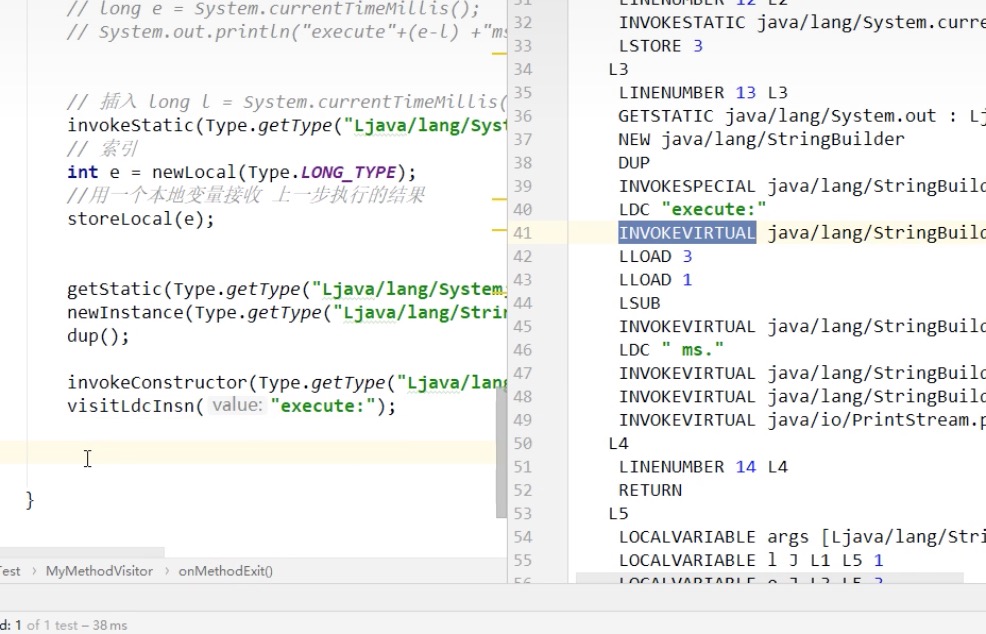 // long e = System.currentTimeMillis();
// System.out.println("execute"+(e-l) +"ms
// 插入 long l = System.currentTimeMillis(
invokeStatic(Type.getType("Ljava/lang/Syst
// 索引
int e = newLocal(Type.LONG_TYPE);
//用一个本地变量接收 上一步执行的结果
storeLocal(e);
getStatic(Type.getType("Ljava/lang/System
newInstance(Type.getType("Ljava/lang/Strin
dup();
invokeConstructor(Type.getType("Ljava/lang
visitLdcInsn( value: "execute:");
}
Test › MyMethodVisitor › onMethodExit()
d: 1 of 1 test – 38 ms
31 LINENUMBER 12 L2
32 INVOKESTATIC java/lang/System.curre
33 LSTORE 3
34 L3
35 LINENUMBER 13 L3
36 GETSTATIC java/lang/System.out : Lj
37 NEW java/lang/StringBuilder
38 DUP
39 INVOKESPECIAL java/lang/StringBuild
40 LDC "execute:"
41 INVOKEVIRTUAL java/lang/StringBuild
42 LLOAD 3
43 LLOAD 1
44 LSUB
45 INVOKEVIRTUAL java/lang/StringBuild
46 LDC " ms."
47 INVOKEVIRTUAL java/lang/StringBuild
48 INVOKEVIRTUAL java/lang/StringBuild
49 INVOKEVIRTUAL java/io/PrintStream.p
50 L4
51 LINENUMBER 14 L4
52 RETURN
53 L5
54 LOCALVARIABLE args [Ljava/lang/Stri
55 LOCALVARIABLE l J L1 L5 1
56 LOCALVARIABLE e J L3 L5 3